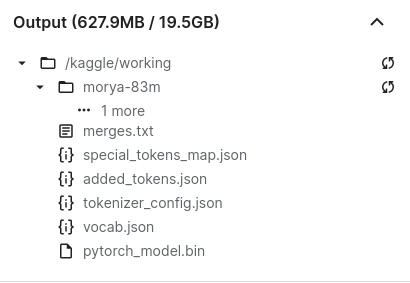 Output (627.9MB / 19.5GB)
/kaggle/working
morya-83m
1 more
merges.txt
special_tokens_map.json
added_tokens.json
tokenizer_config.json
vocab.json
pytorch_model.bin